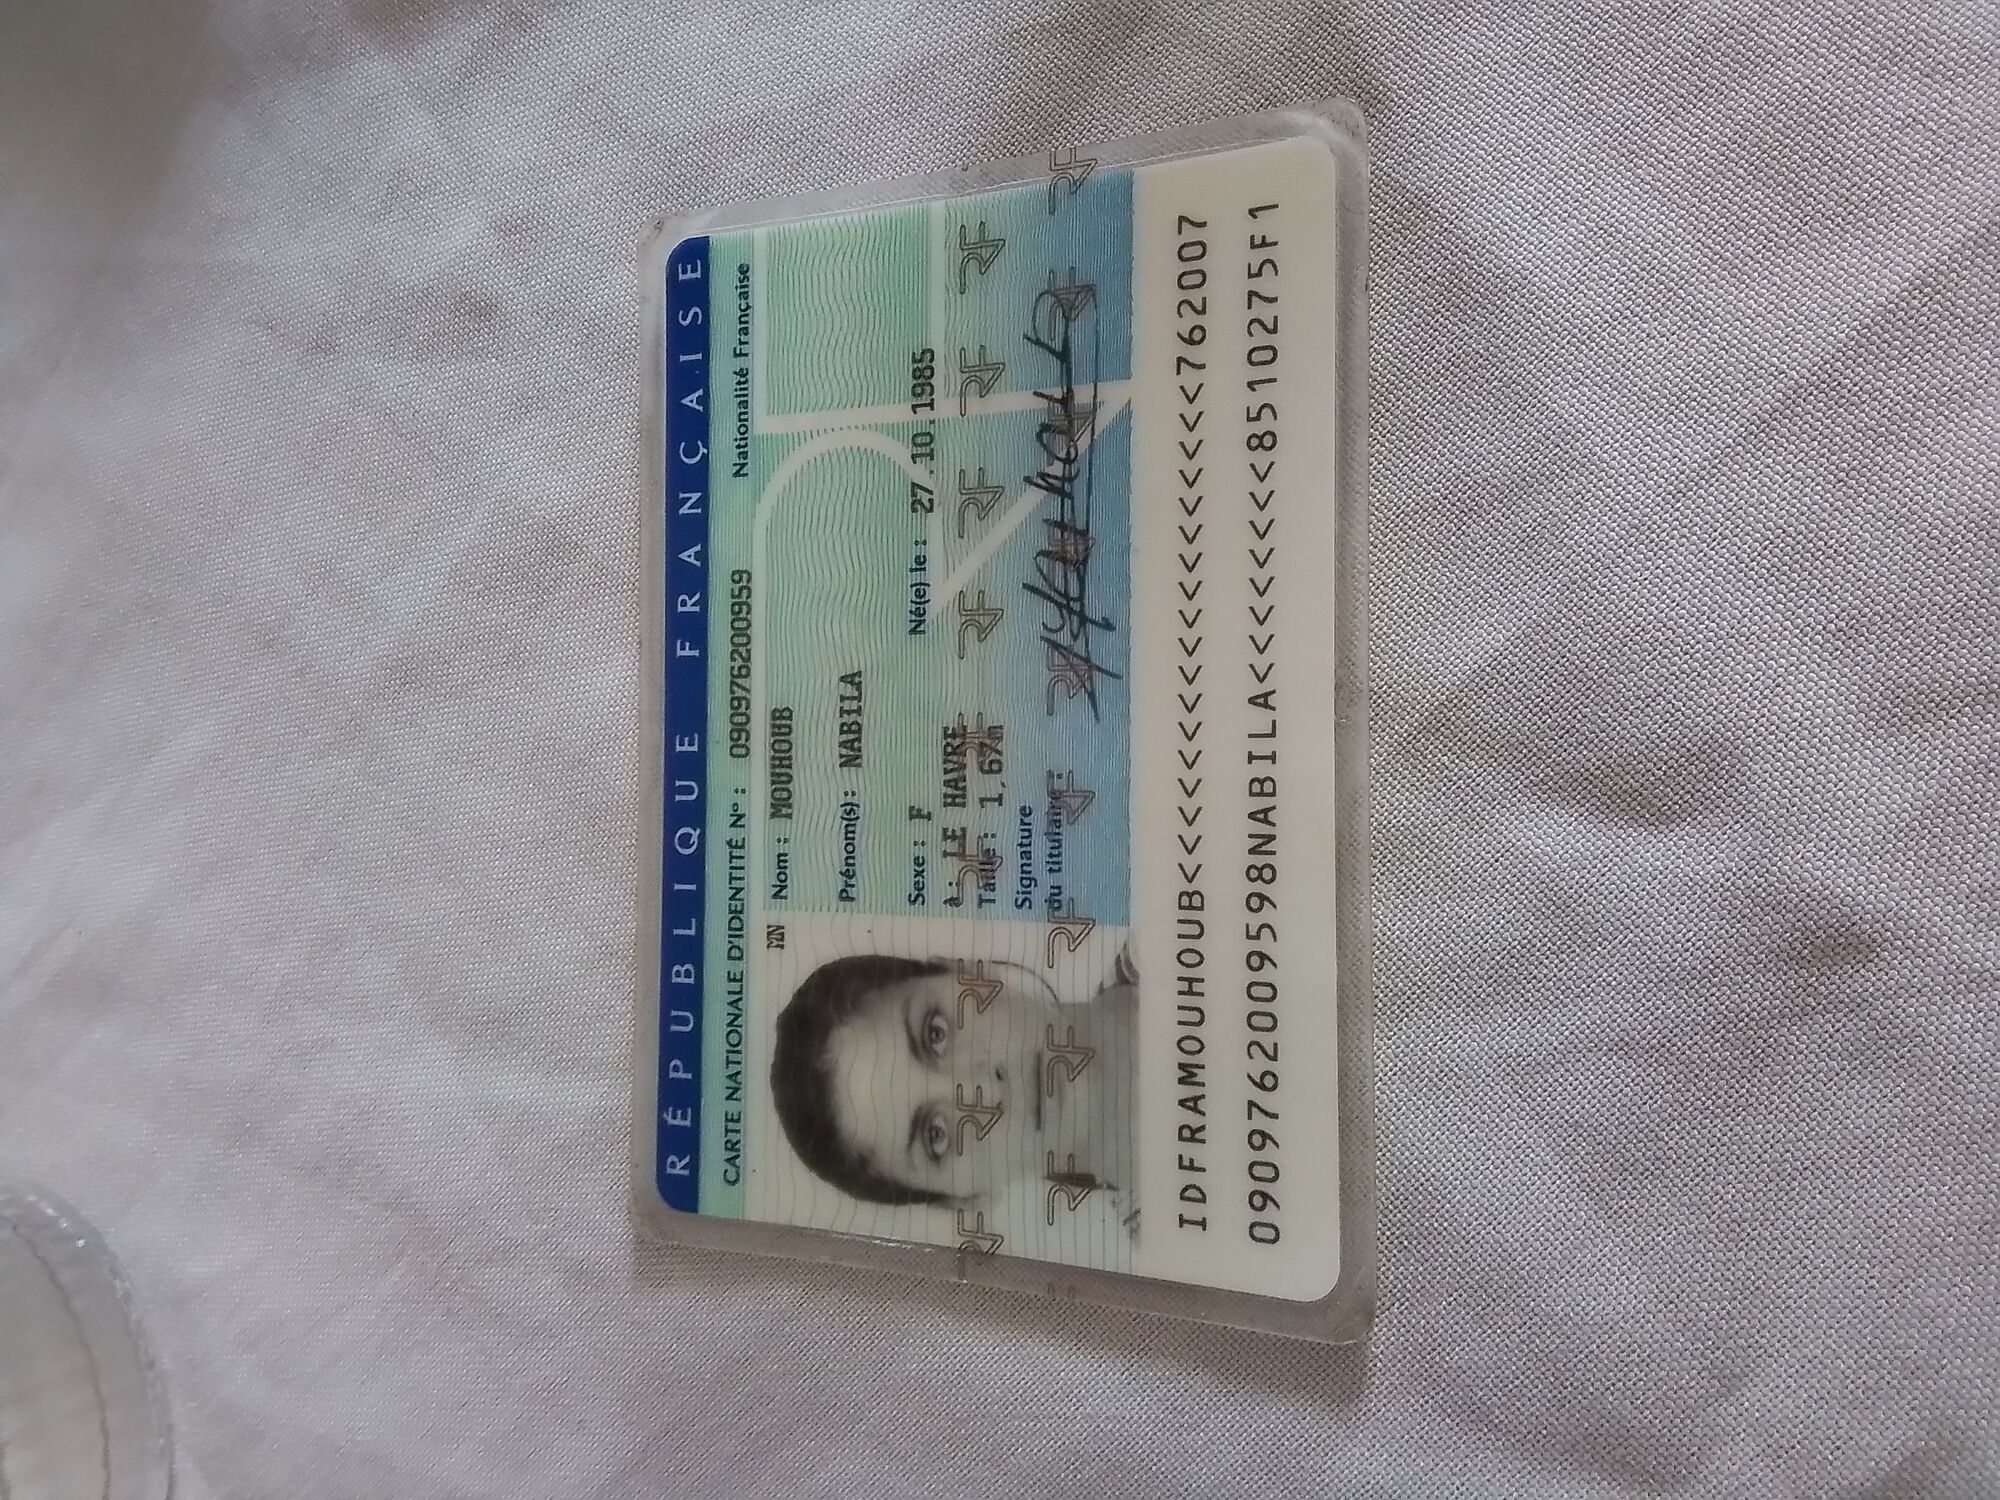 RÉPUBLIQUE FRANÇAISE
CARTE NATIONALE D'IDENTITÉ N° : 090976200959 Nationalité Française
MN
Nom : MOUHOUB
Prénom(s) : NABILA
Sexe : F Né(e) le : 27.10.1985
à : LE HAVRE
Taille : 1,67m
Signature
du titulaire :
IDFRAMOUHOUB<<<<<<<<<<<<<<<<<<762007
0909762009598NABILA<<<<<<<<8510275F1